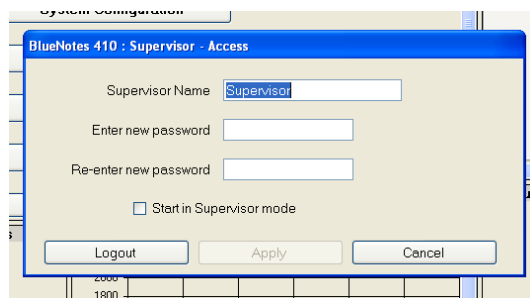 System Configuration
BlueNotes 410 : Supervisor - Access
Supervisor Name Supervisor
Enter new password
Re-enter new password
Start in Supervisor mode
Logout Apply Cancel
2000
1800